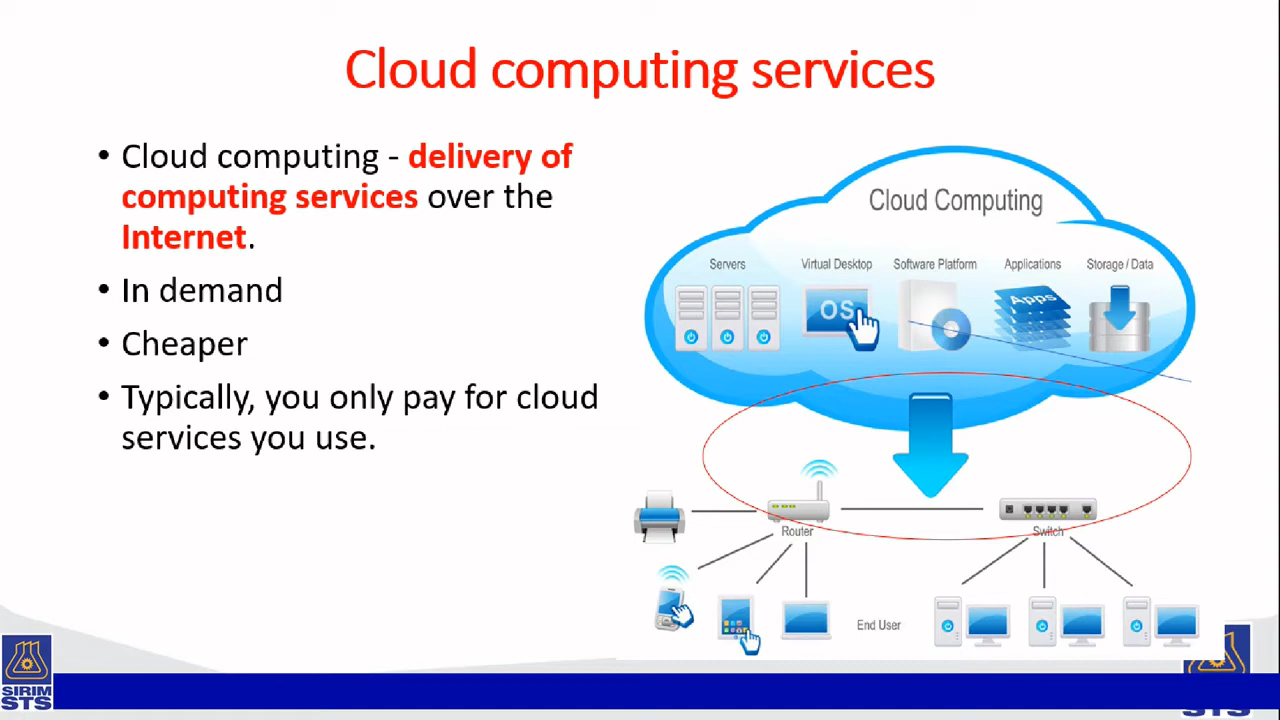 Cloud computing services
• Cloud computing - delivery of
computing services over the
Internet.
• In demand
• Cheaper
• Typically, you only pay for cloud
services you use.
Cloud Computing
Servers
Virtual Desktop
Software Platform
Applications
Storage / Data
OS
Apps
Router
Switch
End User
SIRIM
STS
STS